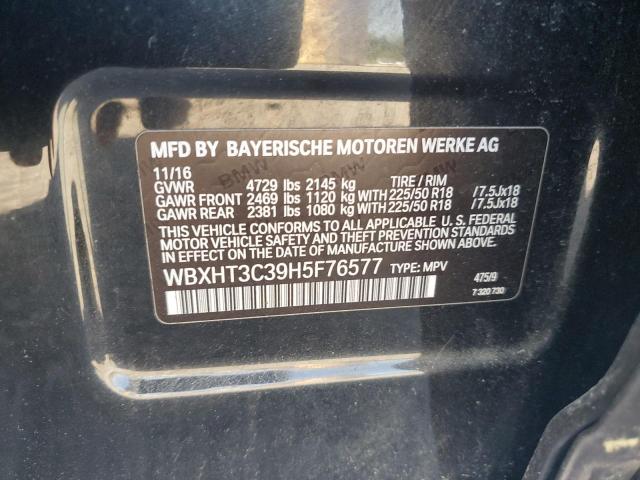 MFD BY BAYERISCHE MOTOREN WERKE AG
11/16
GVWR 4729 lbs 2145 kg TIRE / RIM
GAWR FRONT 2469 lbs 1120 kg WITH 225/50 R18 / 7.5Jx18
GAWR REAR 2381 lbs 1080 kg WITH 225/50 R18 / 7.5Jx18
THIS VEHICLE CONFORMS TO ALL APPLICABLE U. S. FEDERAL
MOTOR VEHICLE SAFETY AND THEFT PREVENTION STANDARDS
IN EFFECT ON THE DATE OF MANUFACTURE SHOWN ABOVE.
WBXHT3C39H5F76577 TYPE: MPV
475/9
7 320 730